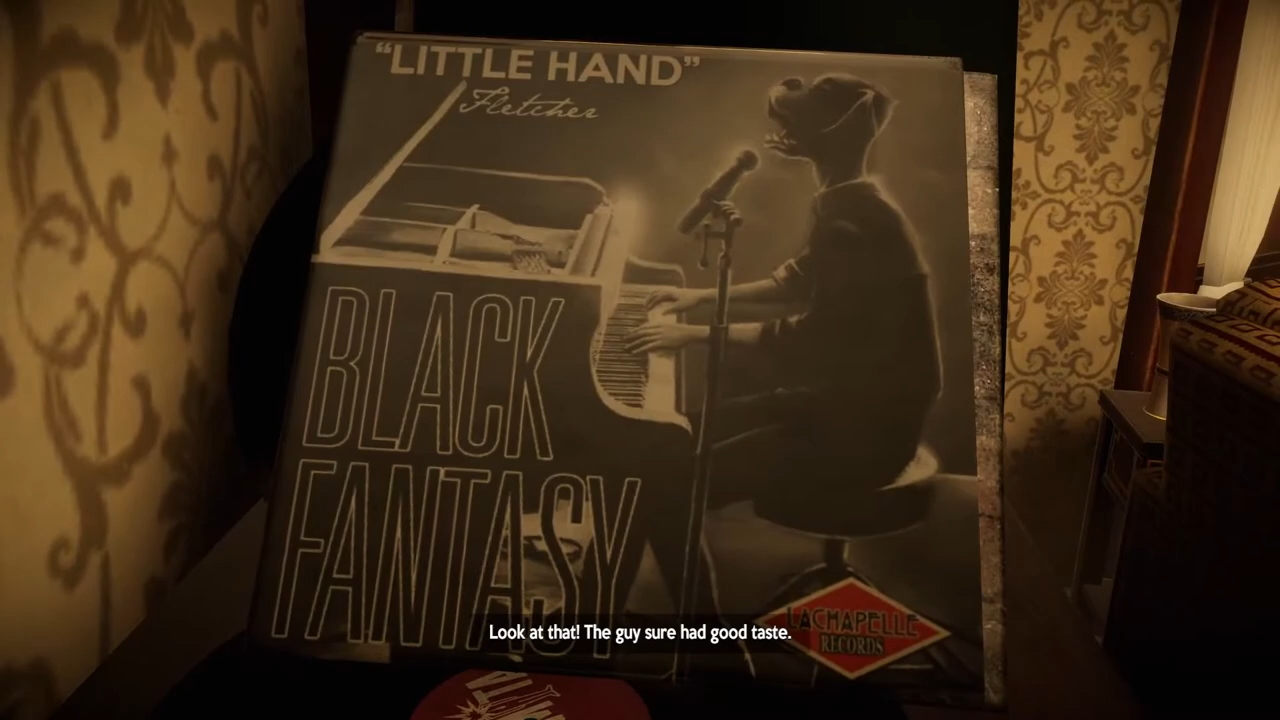 “LITTLE HAND”
Fletcher
BLACK
FANTASY
LACHAPELLE
RECORDS
Look at that! The guy sure had good taste.